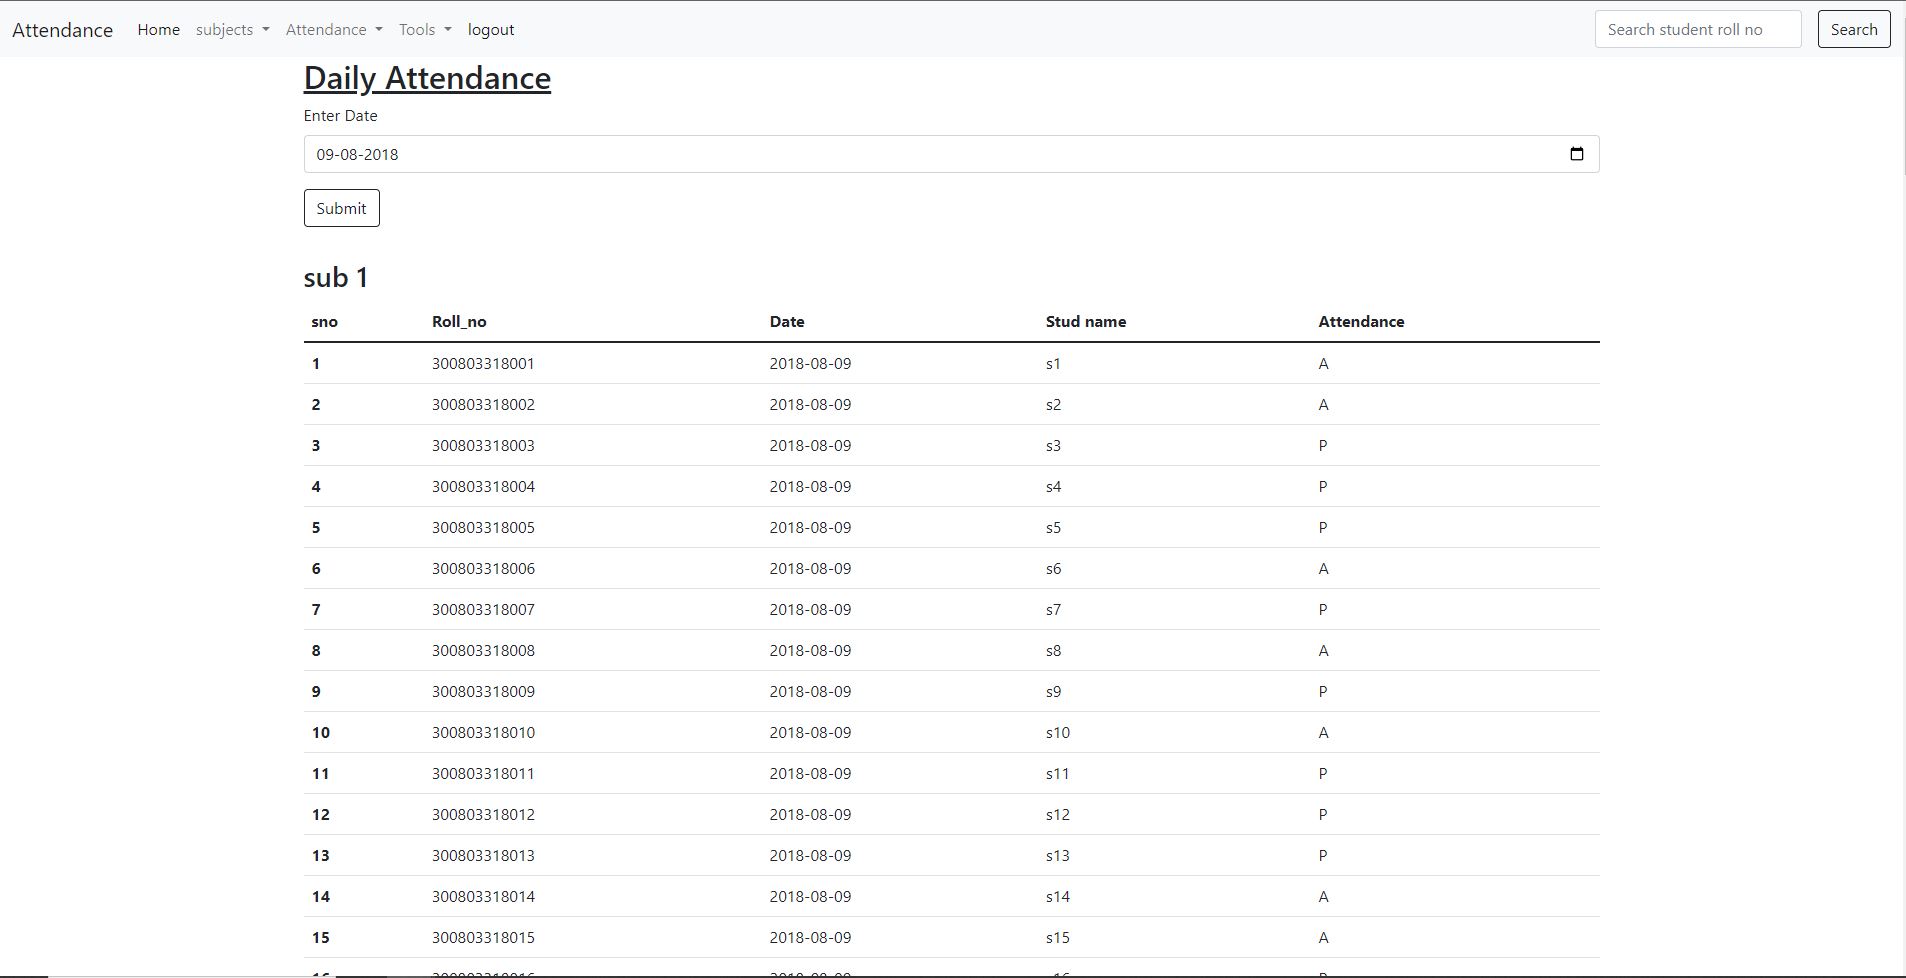 Attendance Home subjects Attendance Tools logout Search student roll no Search
Daily Attendance
Enter Date
09-08-2018
Submit
sub 1
sno Roll_no Date Stud name Attendance
1 300803318001 2018-08-09 s1 A
2 300803318002 2018-08-09 s2 A
3 300803318003 2018-08-09 s3 P
4 300803318004 2018-08-09 s4 P
5 300803318005 2018-08-09 s5 P
6 300803318006 2018-08-09 s6 A
7 300803318007 2018-08-09 s7 P
8 300803318008 2018-08-09 s8 A
9 300803318009 2018-08-09 s9 P
10 300803318010 2018-08-09 s10 A
11 300803318011 2018-08-09 s11 P
12 300803318012 2018-08-09 s12 P
13 300803318013 2018-08-09 s13 P
14 300803318014 2018-08-09 s14 A
15 300803318015 2018-08-09 s15 A